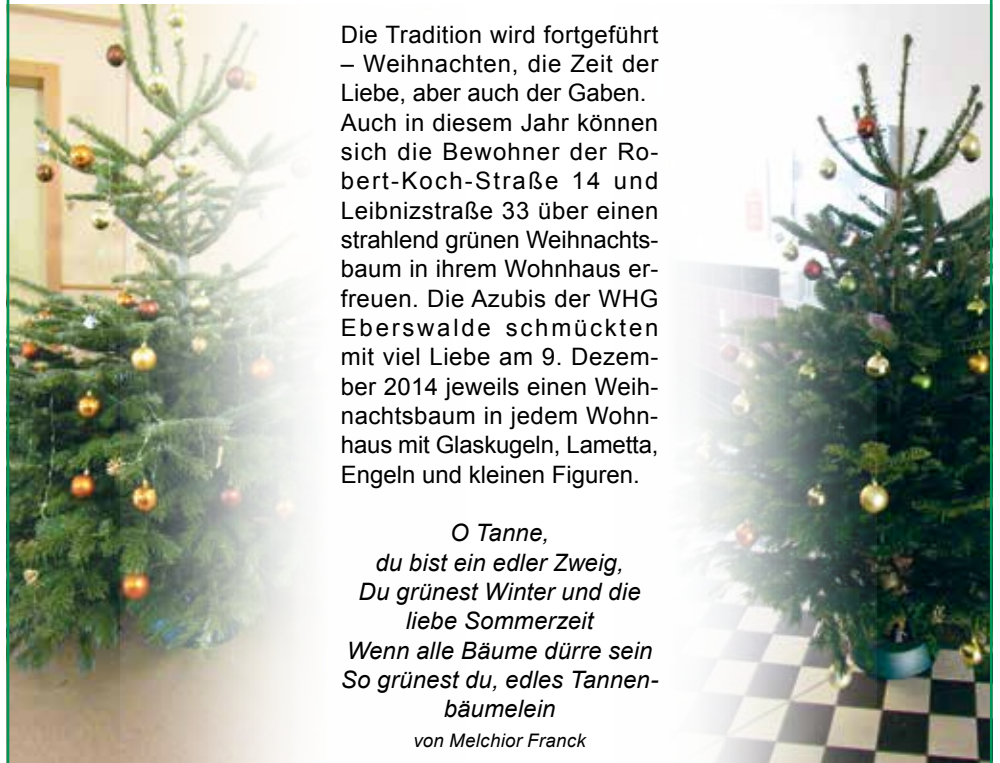 Die Tradition wird fortgeführt
– Weihnachten, die Zeit der
Liebe, aber auch der Gaben.
Auch in diesem Jahr können
sich die Bewohner der Ro-
bert-Koch-Straße 14 und
Leibnizstraße 33 über einen
strahlend grünen Weihnachts-
baum in ihrem Wohnhaus er-
freuen. Die Azubis der WHG
Eberswalde schmückten
mit viel Liebe am 9. Dezem-
ber 2014 jeweils einen Weih-
nachtsbaum in jedem Wohn-
haus mit Glaskugeln, Lametta,
Engeln und kleinen Figuren.
O Tanne,
du bist ein edler Zweig,
Du grünest Winter und die
liebe Sommerzeit
Wenn alle Bäume dürre sein
So grünest du, edles Tannen-
bäumelein
von Melchior Franck